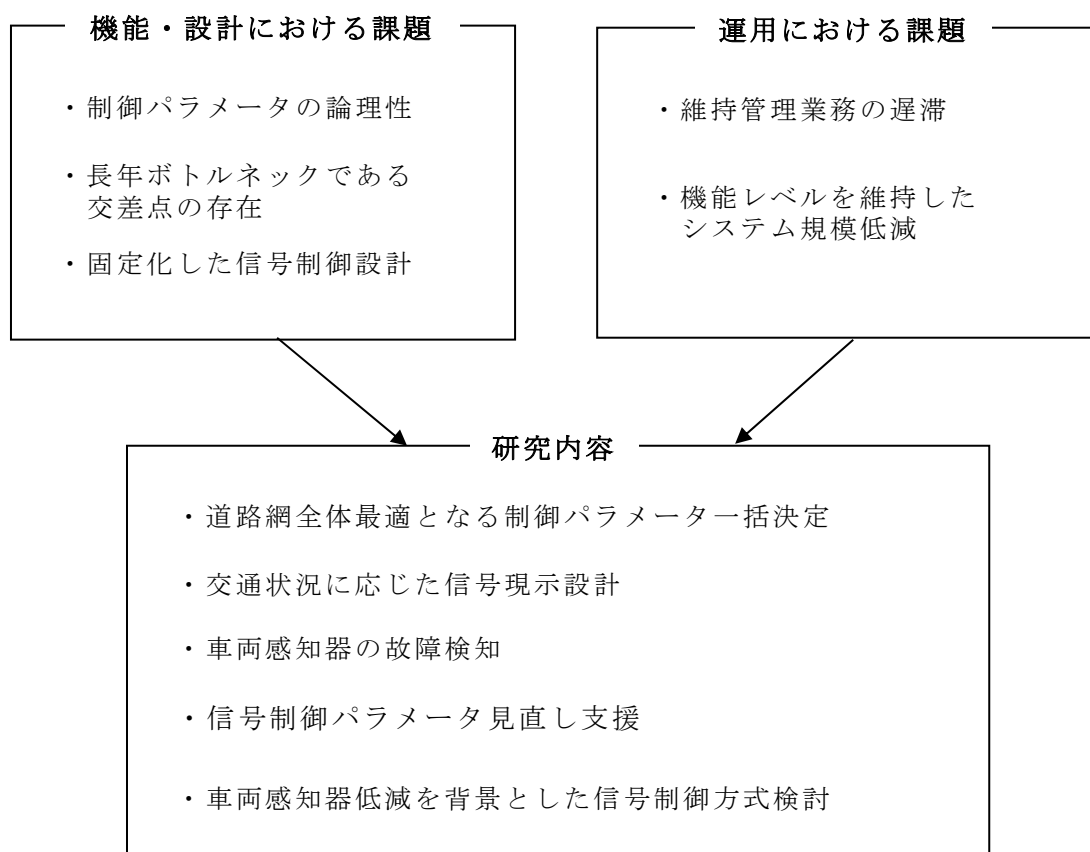 機能・設計における課題
・制御パラメータの論理性
・長年ボトルネックである
交差点の存在
・固定化した信号制御設計
運用における課題
・維持管理業務の遅滞
・機能レベルを維持した
システム規模低減
研究内容
・道路網全体最適となる制御パラメータ一括決定
・交通状況に応じた信号現示設計
・車両感知器の故障検知
・信号制御パラメータ見直し支援
・車両感知器低減を背景とした信号制御方式検討